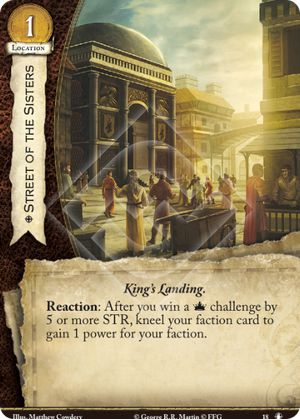 1
LOCATION
STREET OF THE SISTERS
King's Landing.
Reaction: After you win a challenge by
5 or more STR, kneel your faction card to
gain 1 power for your faction.
Illus. Matthew Cowdery © George R.R. Martin © FFG 18